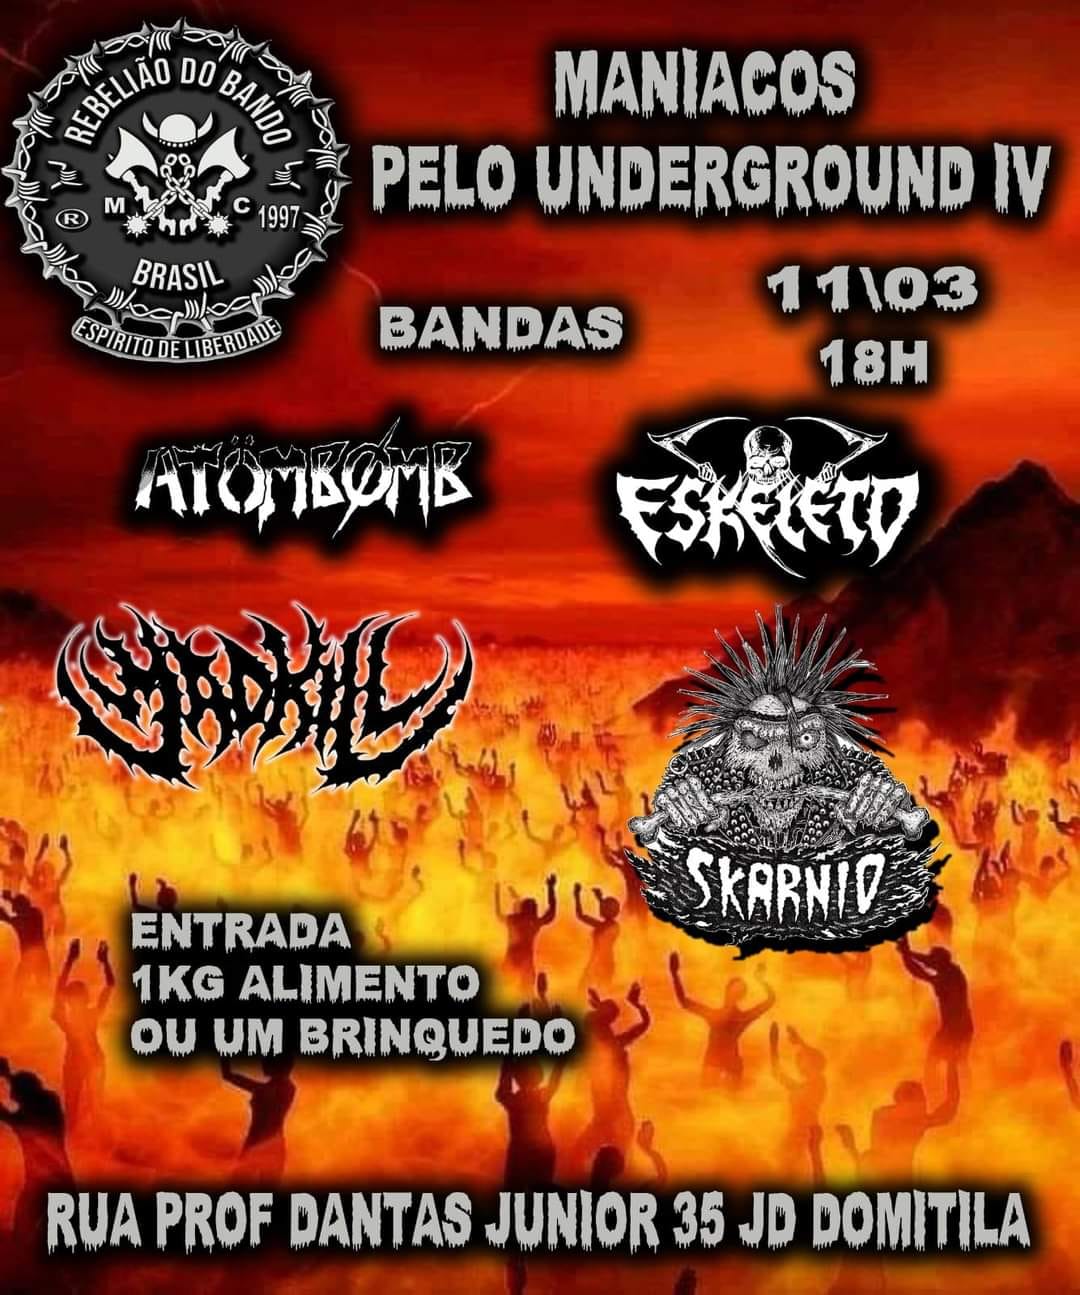 REBELIÃO DO BANDO
M C
® 1997
BRASIL
ESPIRITO DE LIBERDADE
MANIACOS
PELO UNDERGROUND IV
11\03
18H
BANDAS
ATÖMBØMB
ESKELETO
MADKILL
SKARNIO
ENTRADA
1KG ALIMENTO
OU UM BRINQUEDO
RUA PROF DANTAS JUNIOR 35 JD DOMITILA